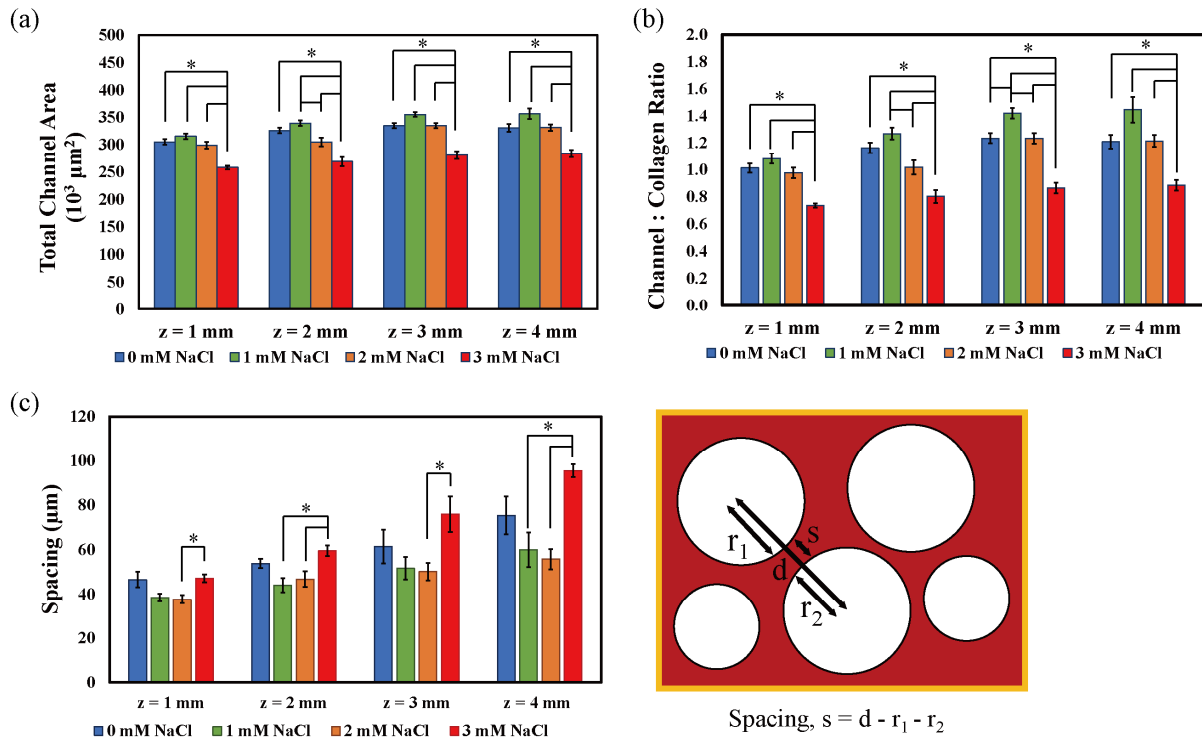 (a)
Total Channel Area
(10³ µm²)
500
450
400
350
300
250
200
150
100
50
0
* * * *
z = 1 mm z = 2 mm z = 3 mm z = 4 mm
0 mM NaCl 1 mM NaCl 2 mM NaCl 3 mM NaCl
(b)
Channel : Collagen Ratio
2.0
1.8
1.6
1.4
1.2
1.0
0.8
0.6
0.4
0.2
0.0
* * * *
z = 1 mm z = 2 mm z = 3 mm z = 4 mm
0 mM NaCl 1 mM NaCl 2 mM NaCl 3 mM NaCl
(c)
Spacing (µm)
120
100
80
60
40
20
0
* * * *
z = 1 mm z = 2 mm z = 3 mm z = 4 mm
0 mM NaCl 1 mM NaCl 2 mM NaCl 3 mM NaCl
r₁
s
d
r₂
Spacing, s = d - r₁ - r₂